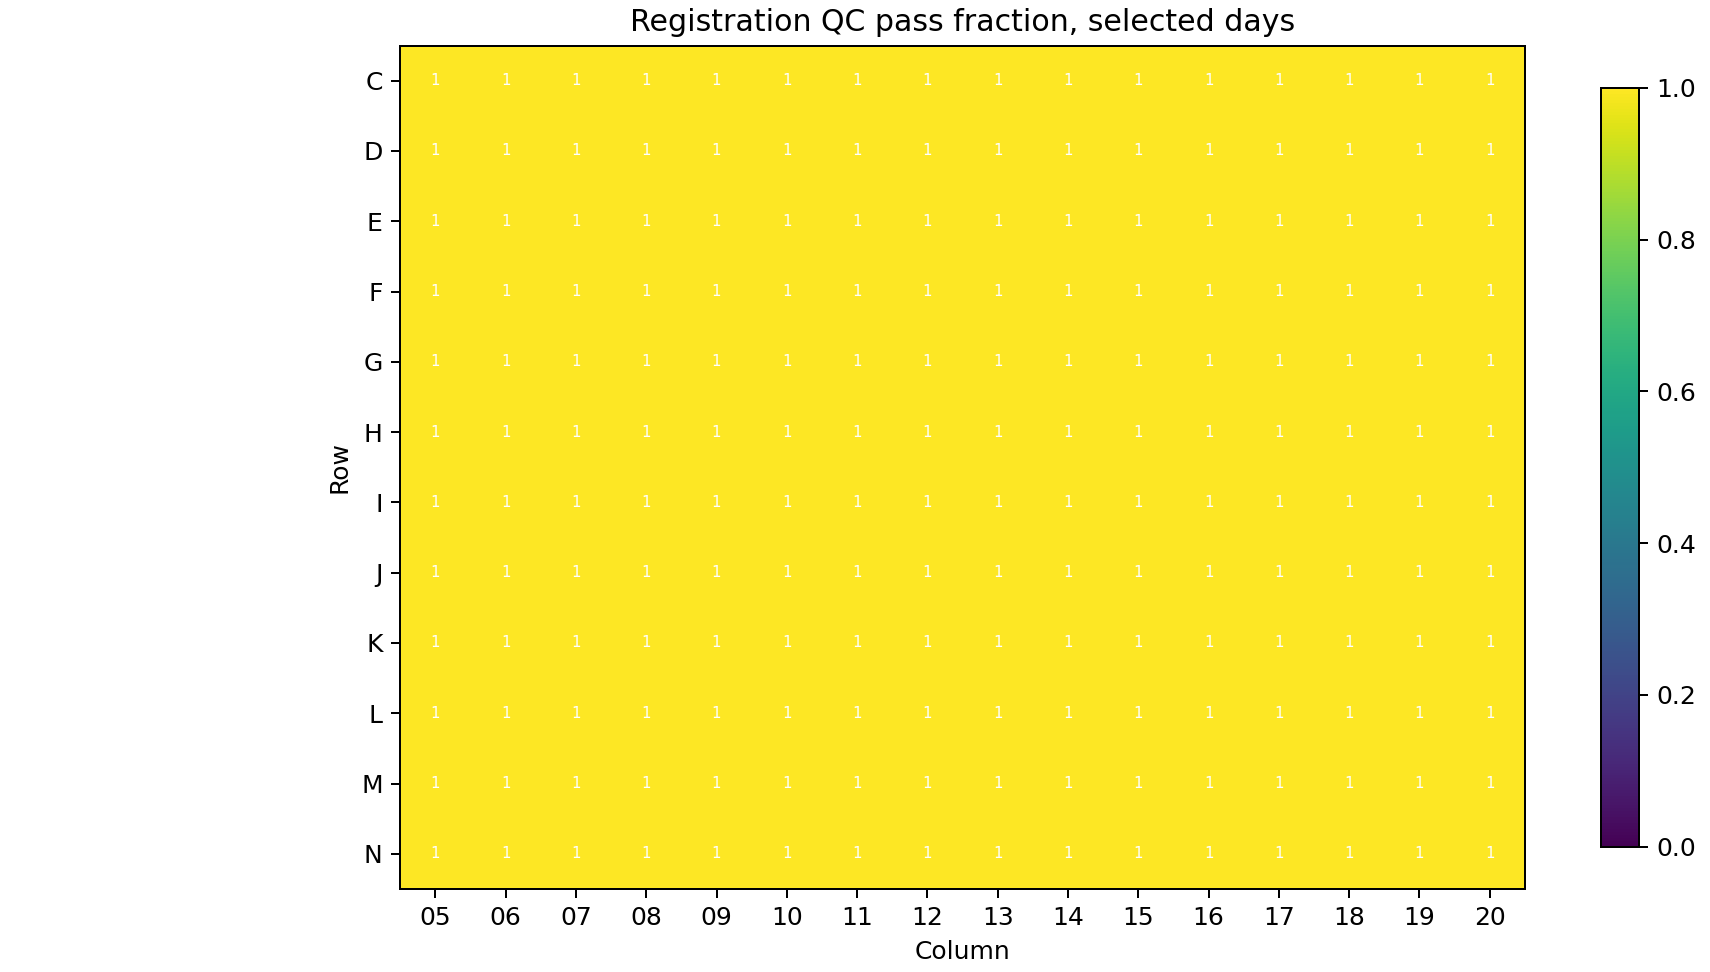 Registration QC pass fraction, selected days
C 1 1 1 1 1 1 1 1 1 1 1 1 1 1 1 1
D 1 1 1 1 1 1 1 1 1 1 1 1 1 1 1 1
E 1 1 1 1 1 1 1 1 1 1 1 1 1 1 1 1
F 1 1 1 1 1 1 1 1 1 1 1 1 1 1 1 1
G 1 1 1 1 1 1 1 1 1 1 1 1 1 1 1 1
H 1 1 1 1 1 1 1 1 1 1 1 1 1 1 1 1
Row
I 1 1 1 1 1 1 1 1 1 1 1 1 1 1 1 1
J 1 1 1 1 1 1 1 1 1 1 1 1 1 1 1 1
K 1 1 1 1 1 1 1 1 1 1 1 1 1 1 1 1
L 1 1 1 1 1 1 1 1 1 1 1 1 1 1 1 1
M 1 1 1 1 1 1 1 1 1 1 1 1 1 1 1 1
N 1 1 1 1 1 1 1 1 1 1 1 1 1 1 1 1
05 06 07 08 09 10 11 12 13 14 15 16 17 18 19 20
Column
1.0
0.8
0.6
0.4
0.2
0.0